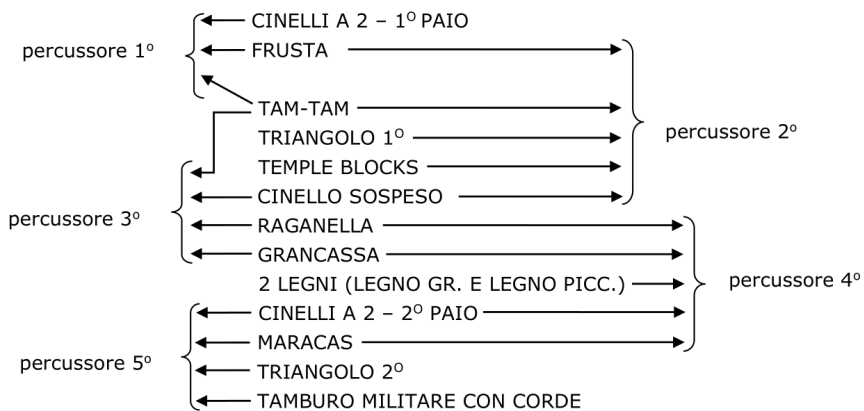 CINELLI A 2 – 1º PAIO
percussore 1º
FRUSTA
TAM-TAM
TRIANGOLO 1º
percussore 2º
TEMPLE BLOCKS
CINELLO SOSPESO
percussore 3º
RAGANELLA
GRANCASSA
2 LEGNI (LEGNO GR. E LEGNO PICC.)
percussore 4º
CINELLI A 2 – 2º PAIO
MARACAS
percussore 5º
TRIANGOLO 2º
TAMBURO MILITARE CON CORDE